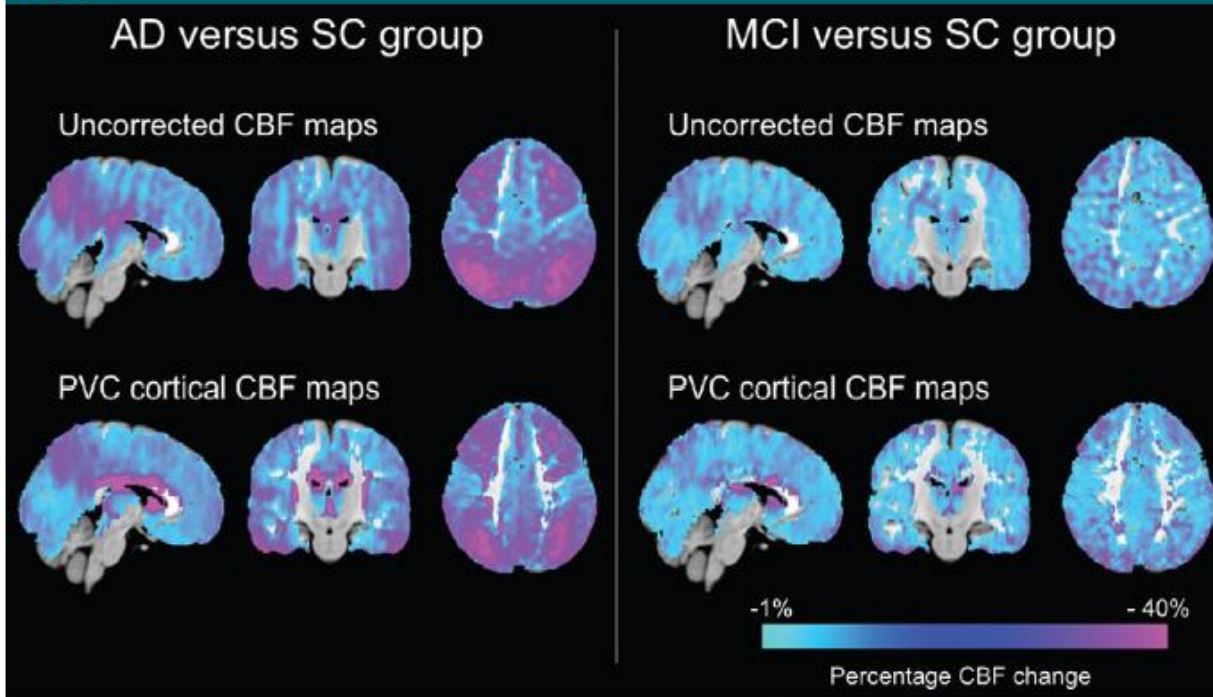 AD versus SC group
MCI versus SC group
Uncorrected CBF maps
Uncorrected CBF maps
PVC cortical CBF maps
PVC cortical CBF maps
-1%
- 40%
Percentage CBF change